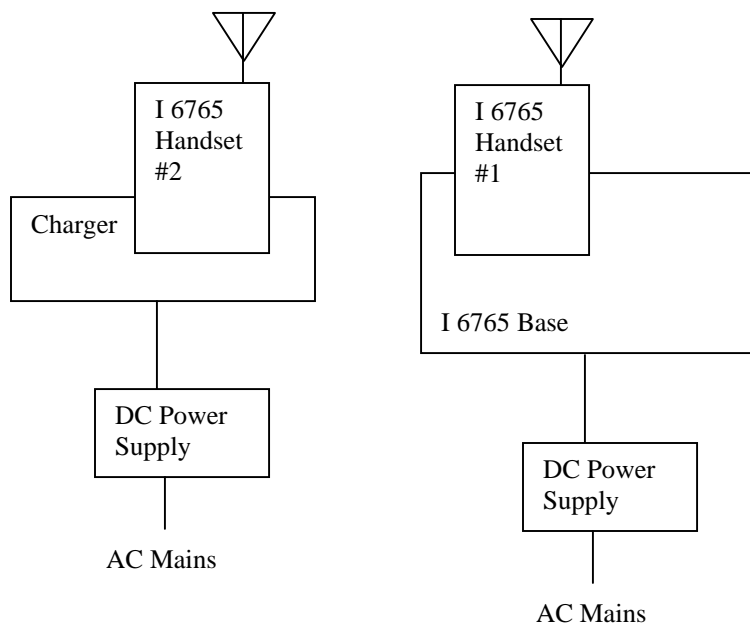 I 6765
Handset
#2
Charger
DC Power
Supply
AC Mains
I 6765
Handset
#1
I 6765 Base
DC Power
Supply
AC Mains